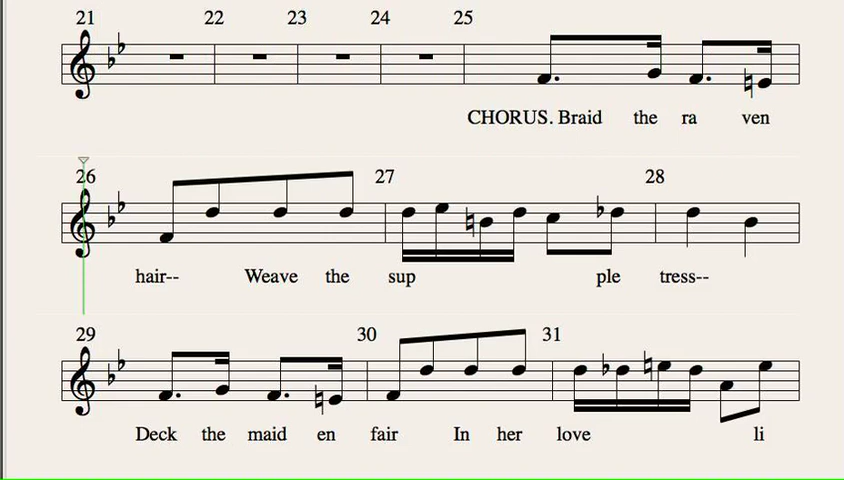 21 22 23 24 25
CHORUS. Braid the ra ven
26 27 28
hair-- Weave the sup ple tress--
29 30 31
Deck the maid en fair In her love li